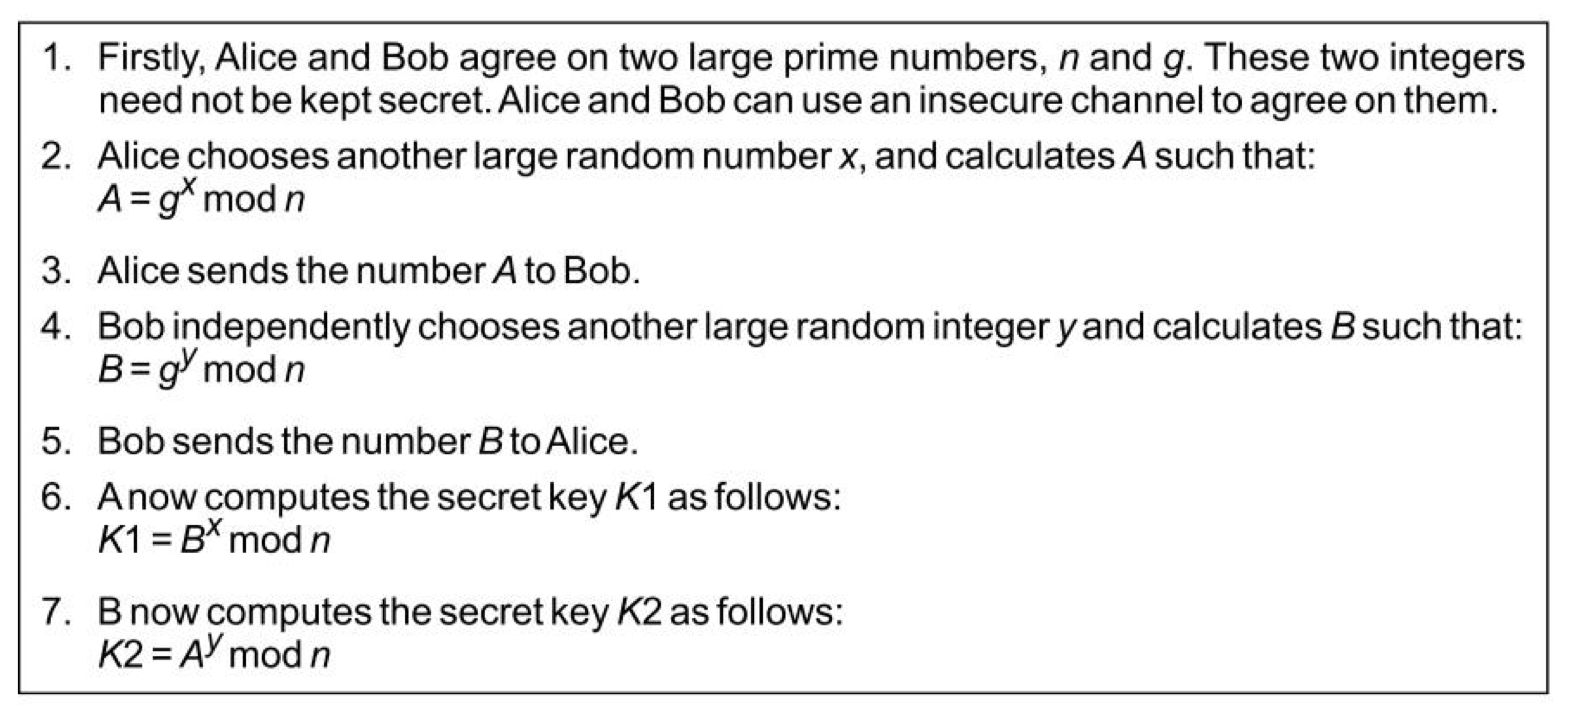 1. Firstly, Alice and Bob agree on two large prime numbers, n and g. These two integers
need not be kept secret. Alice and Bob can use an insecure channel to agree on them.
2. Alice chooses another large random number x, and calculates A such that:
A = g^x mod n
3. Alice sends the number A to Bob.
4. Bob independently chooses another large random integer y and calculates B such that:
B = g^y mod n
5. Bob sends the number B to Alice.
6. A now computes the secret key K1 as follows:
K1 = B^x mod n
7. B now computes the secret key K2 as follows:
K2 = A^y mod n